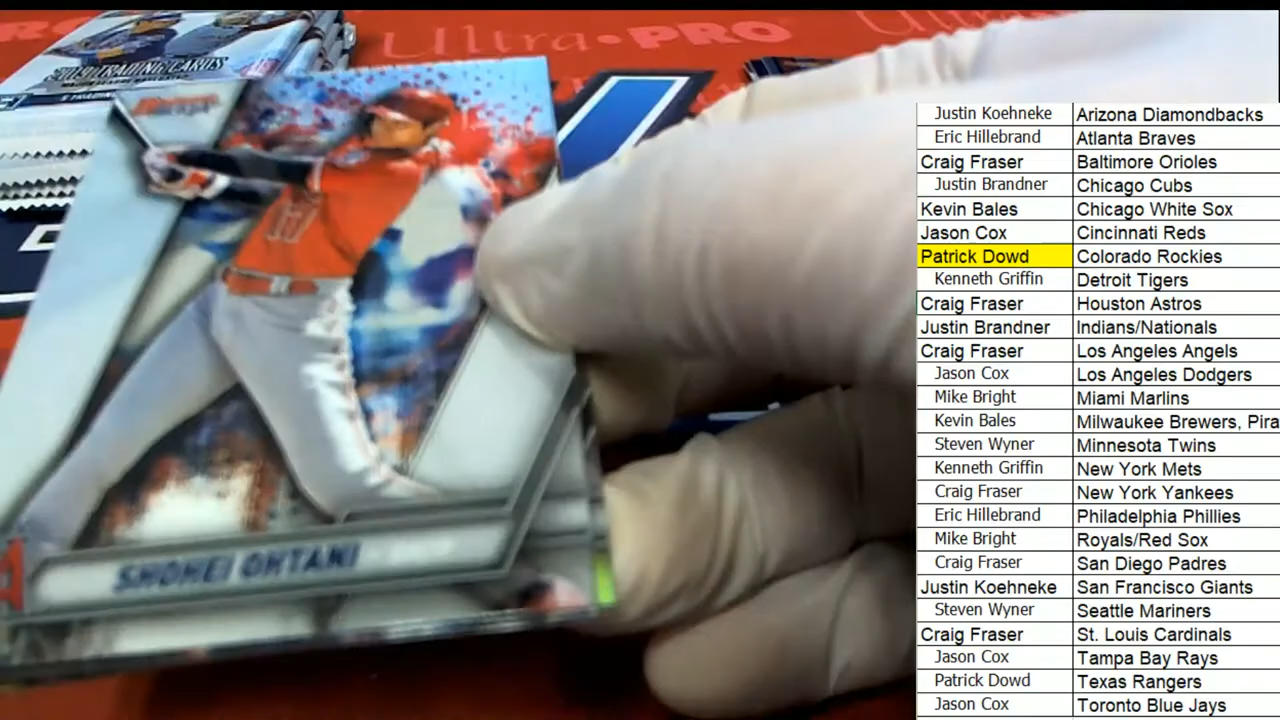 Ultra•PRO
2019 TRADING CARDS
17
SHOHEI OHTANI
Justin Koehneke Arizona Diamondbacks
Eric Hillebrand Atlanta Braves
Craig Fraser Baltimore Orioles
Justin Brandner Chicago Cubs
Kevin Bales Chicago White Sox
Jason Cox Cincinnati Reds
Patrick Dowd Colorado Rockies
Kenneth Griffin Detroit Tigers
Craig Fraser Houston Astros
Justin Brandner Indians/Nationals
Craig Fraser Los Angeles Angels
Jason Cox Los Angeles Dodgers
Mike Bright Miami Marlins
Kevin Bales Milwaukee Brewers, Pira
Steven Wyner Minnesota Twins
Kenneth Griffin New York Mets
Craig Fraser New York Yankees
Eric Hillebrand Philadelphia Phillies
Mike Bright Royals/Red Sox
Craig Fraser San Diego Padres
Justin Koehneke San Francisco Giants
Steven Wyner Seattle Mariners
Craig Fraser St. Louis Cardinals
Jason Cox Tampa Bay Rays
Patrick Dowd Texas Rangers
Jason Cox Toronto Blue Jays